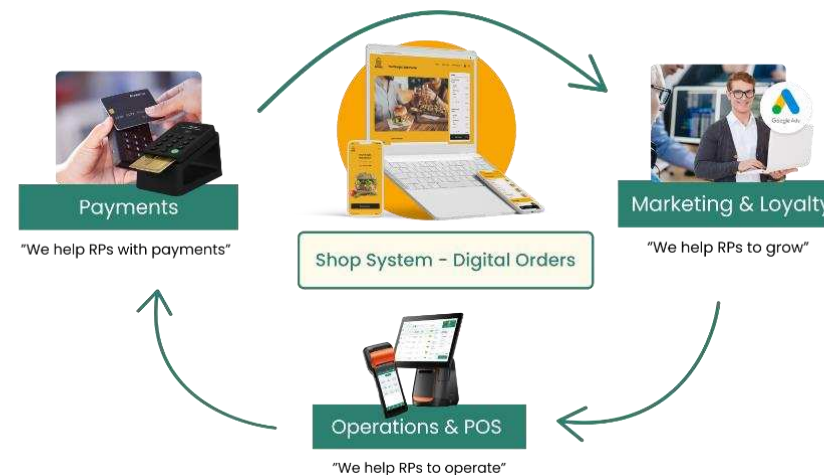 Google Ads
Payments
Marketing & Loyalty
"We help RPs with payments"
"We help RPs to grow"
Shop System - Digital Orders
Operations & POS
"We help RPs to operate"